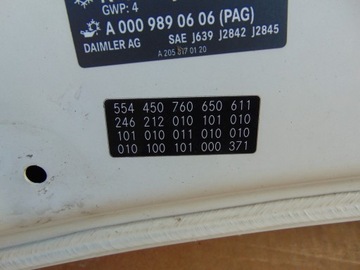 GWP: 4
A 000 989 06 06 (PAG)
DAIMLER AG SAE J639 J2842 J2845
A 205 817 01 20
554 450 760 650 611
246 212 010 101 010
101 010 011 010 010
010 100 101 000 371